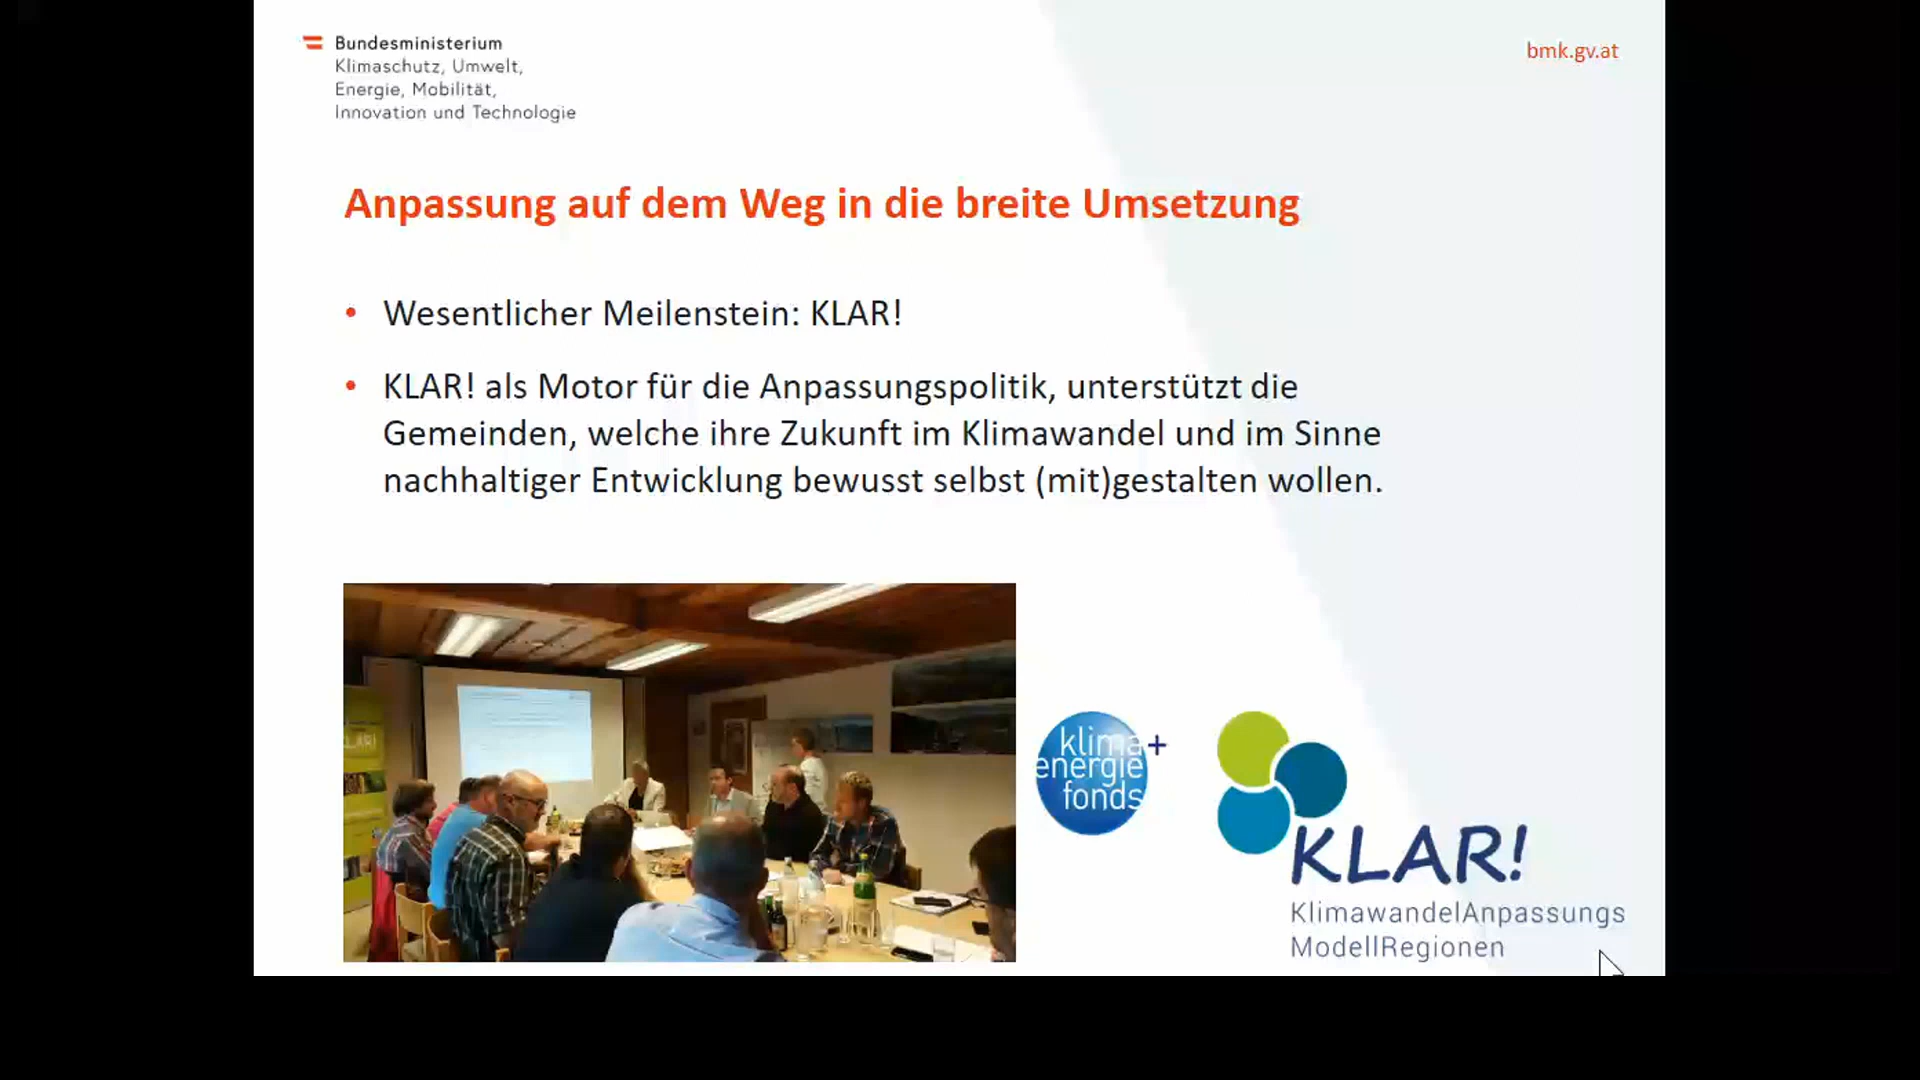 Bundesministerium
Klimaschutz, Umwelt,
Energie, Mobilität,
Innovation und Technologie
bmk.gv.at
Anpassung auf dem Weg in die breite Umsetzung
• Wesentlicher Meilenstein: KLAR!
• KLAR! als Motor für die Anpassungspolitik, unterstützt die
Gemeinden, welche ihre Zukunft im Klimawandel und im Sinne
nachhaltiger Entwicklung bewusst selbst (mit)gestalten wollen.
klima+
energie
fonds
KLAR!
KlimawandelAnpassungs
ModellRegionen